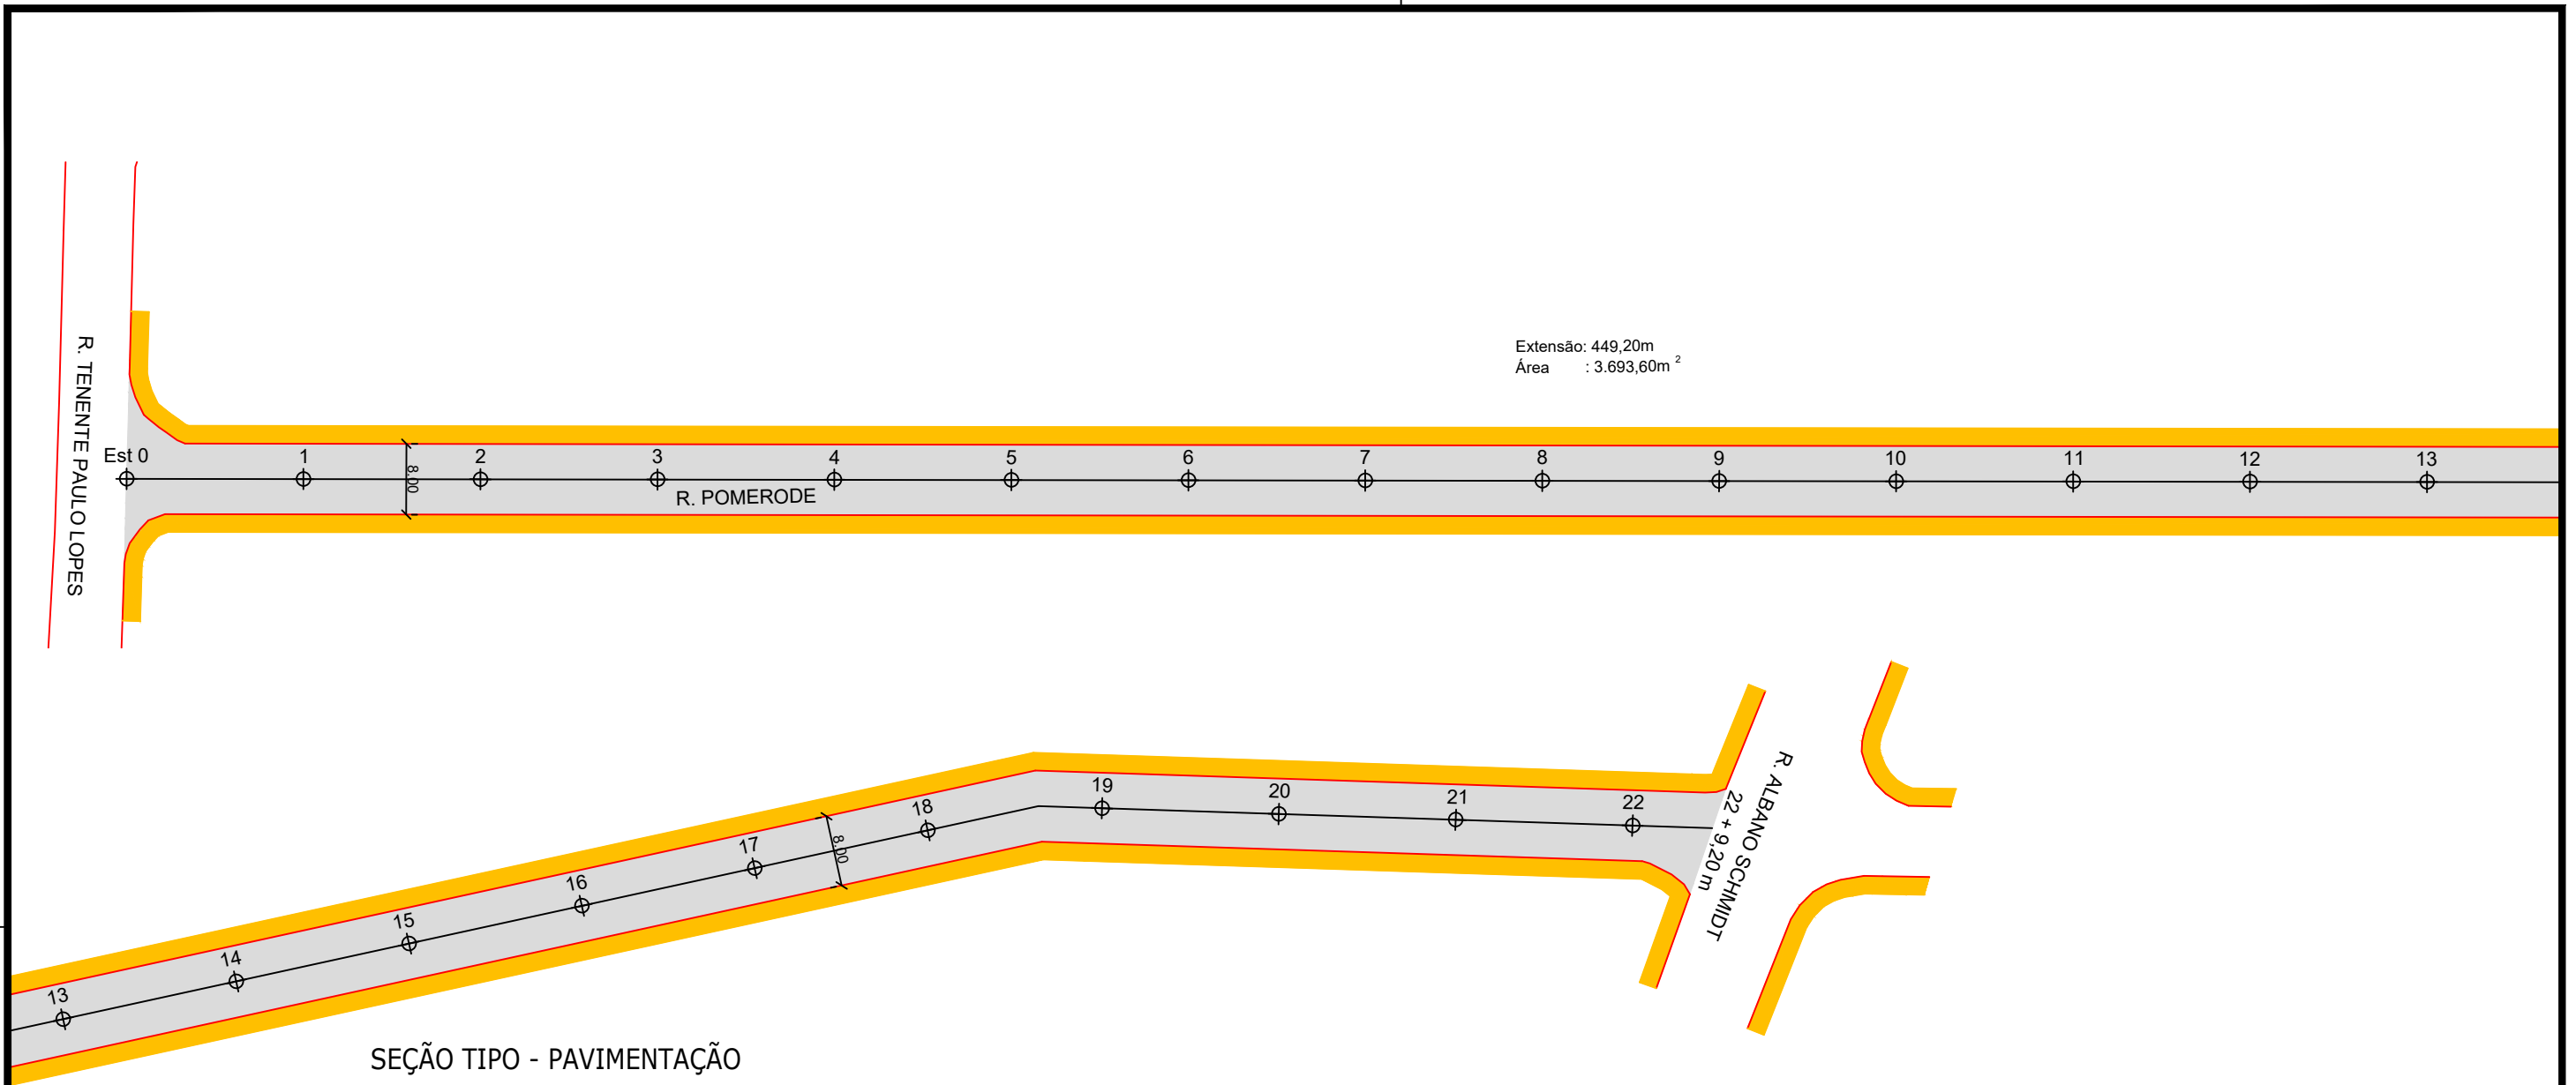 Extensão: 449,20m
Área : 3.693,60m 2
R. TENENTE PAULO LOPES
Est 0 1 2 3 4 5 6 7 8 9 10 11 12 13
8.00
R. POMERODE
R. ALBANO SCHMIDT
22 + 9,20 m
13 14 15 16 17 18 19 20 21 22
8.00
SEÇÃO TIPO - PAVIMENTAÇÃO